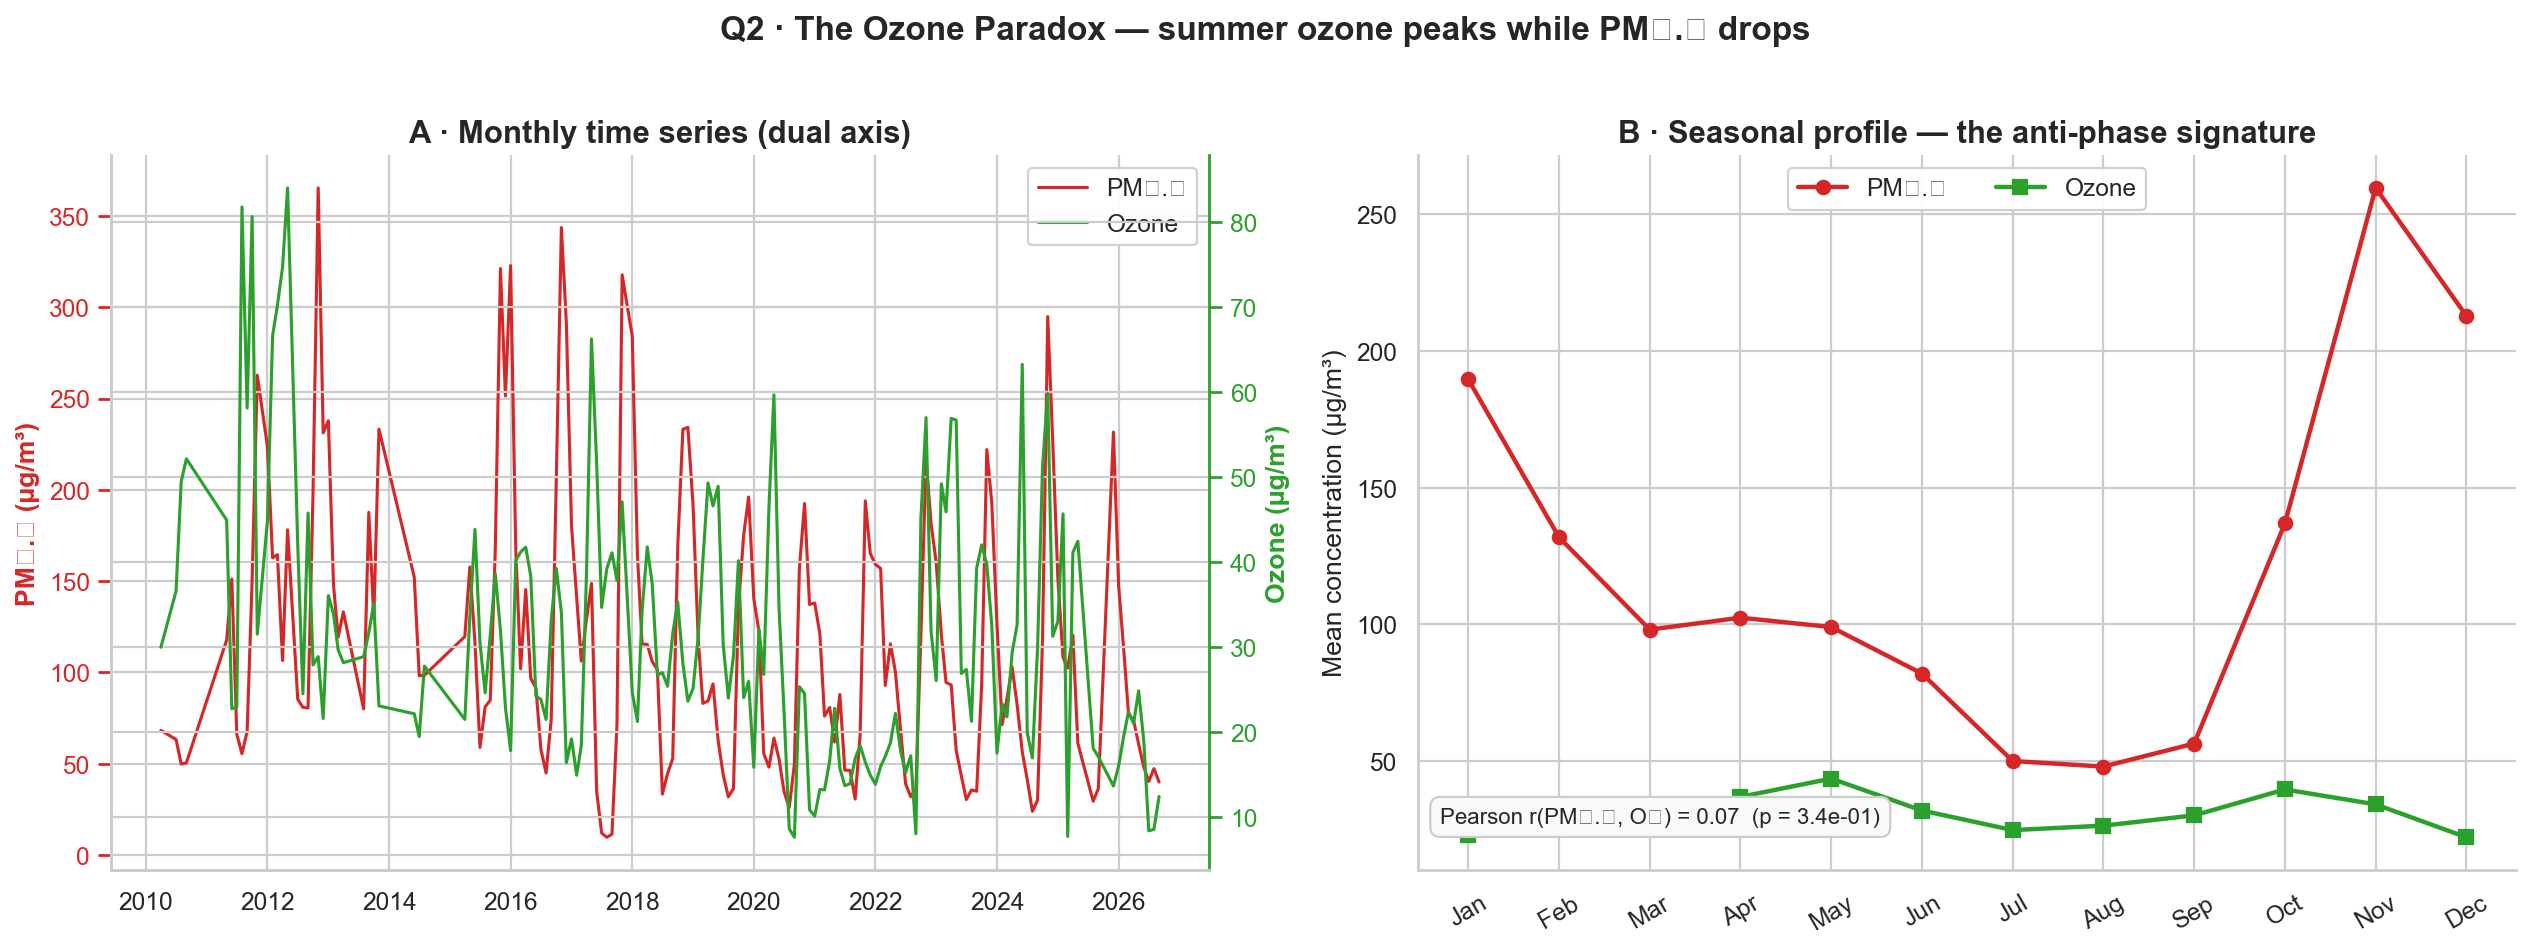 Q2 · The Ozone Paradox — summer ozone peaks while PM□.□ drops
A · Monthly time series (dual axis)
PM□.□ (µg/m³)
350
300
250
200
150
100
50
0
PM□.□
Ozone
80
70
60
50
40
30
20
10
Ozone (µg/m³)
2010 2012 2014 2016 2018 2020 2022 2024 2026
B · Seasonal profile — the anti-phase signature
PM□.□ Ozone
Mean concentration (µg/m³)
250
200
150
100
50
Pearson r(PM□.□, O□) = 0.07 (p = 3.4e-01)
Jan Feb Mar Apr May Jun Jul Aug Sep Oct Nov Dec